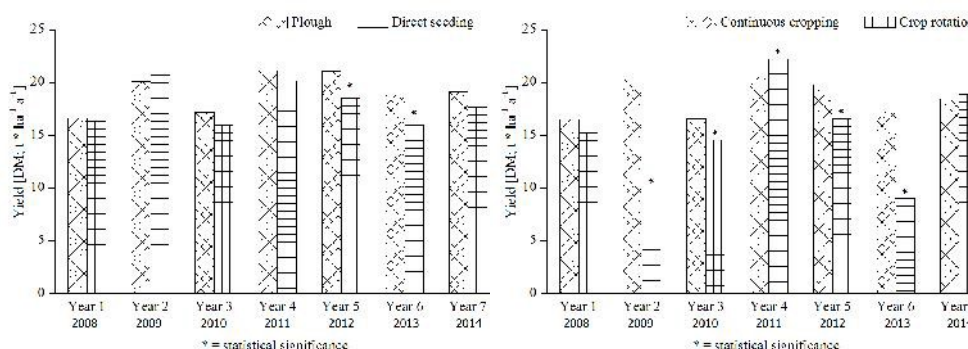 Plough Direct seeding
Yield [DM; t * ha⁻¹ a⁻¹]
25
20
15
10
5
0
* *
Year 1 Year 2 Year 3 Year 4 Year 5 Year 6 Year 7
2008 2009 2010 2011 2012 2013 2014
* = statistical significance
Continuous cropping Crop rotatio
Yield [DM; t * ha⁻¹ a⁻¹]
25
20
15
10
5
0
* * * * *
Year 1 Year 2 Year 3 Year 4 Year 5 Year 6 Year
2008 2009 2010 2011 2012 2013 2014
* = statistical significance